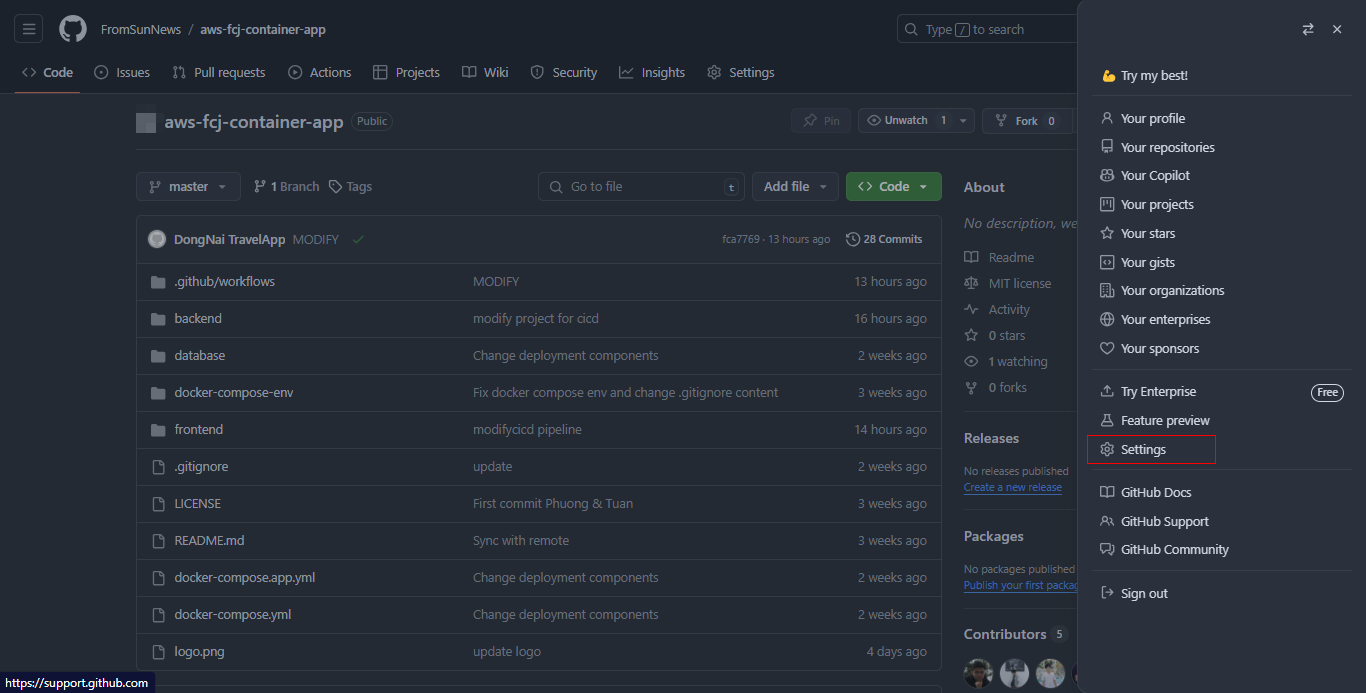 FromSunNews / aws-fcj-container-app
Type / to search
Code Issues Pull requests Actions Projects Wiki Security Insights Settings
aws-fcj-container-app Public
Pin Unwatch 1 Fork 0
master 1 Branch Tags Go to file t Add file Code
DongNai TravelApp MODIFY fca7769 · 13 hours ago 28 Commits
.github/workflows MODIFY 13 hours ago
backend modify project for cicd 16 hours ago
database Change deployment components 2 weeks ago
docker-compose-env Fix docker compose env and change .gitignore content 3 weeks ago
frontend modifycicd pipeline 14 hours ago
.gitignore update 2 weeks ago
LICENSE First commit Phuong & Tuan 3 weeks ago
README.md Sync with remote 3 weeks ago
docker-compose.app.yml Change deployment components 2 weeks ago
docker-compose.yml Change deployment components 2 weeks ago
logo.png update logo 4 days ago
About
No description, we
Readme
MIT license
Activity
0 stars
1 watching
0 forks
Releases
No releases published
Create a new release
Packages
No packages published
Publish your first packag
Contributors 5
Try my best!
Your profile
Your repositories
Your Copilot
Your projects
Your stars
Your gists
Your organizations
Your enterprises
Your sponsors
Try Enterprise Free
Feature preview
Settings
GitHub Docs
GitHub Support
GitHub Community
Sign out
https://support.github.com